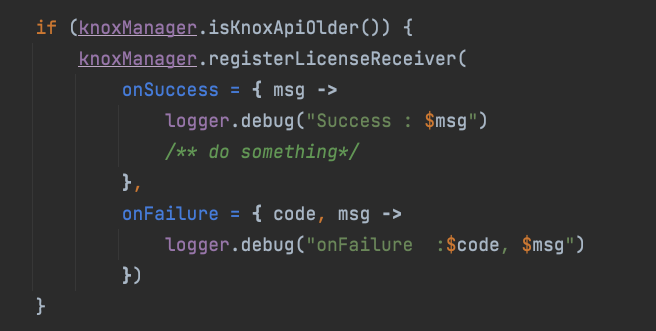 if (knoxManager.isKnoxApiOlder()) {
    knoxManager.registerLicenseReceiver(
        onSuccess = { msg ->
            logger.debug("Success : $msg")
            /** do something*/
        },
        onFailure = { code, msg ->
            logger.debug("onFailure  :$code, $msg")
        })
}